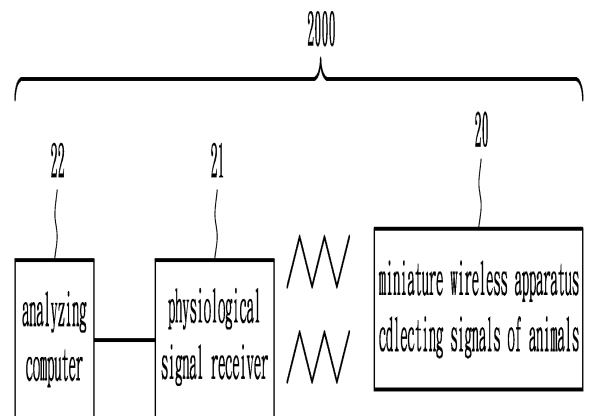 2000
22
21
20
analyzing
computer
physiological
signal receiver
miniature wireless apparatus
cdlecting signals of animals